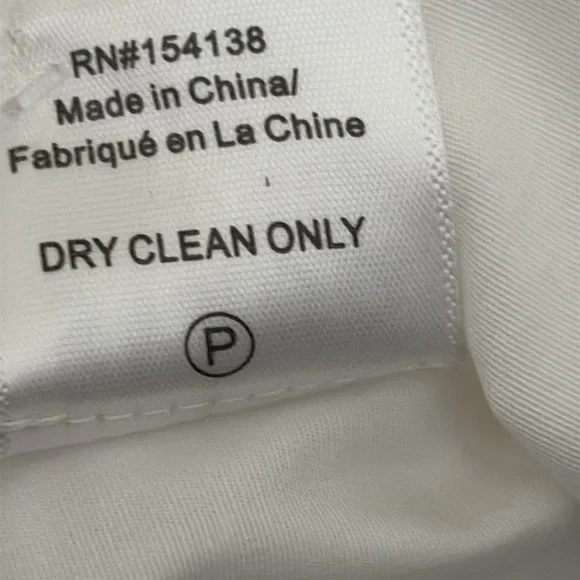 RN#154138
Made in China/
Fabriqué en La Chine
DRY CLEAN ONLY
P